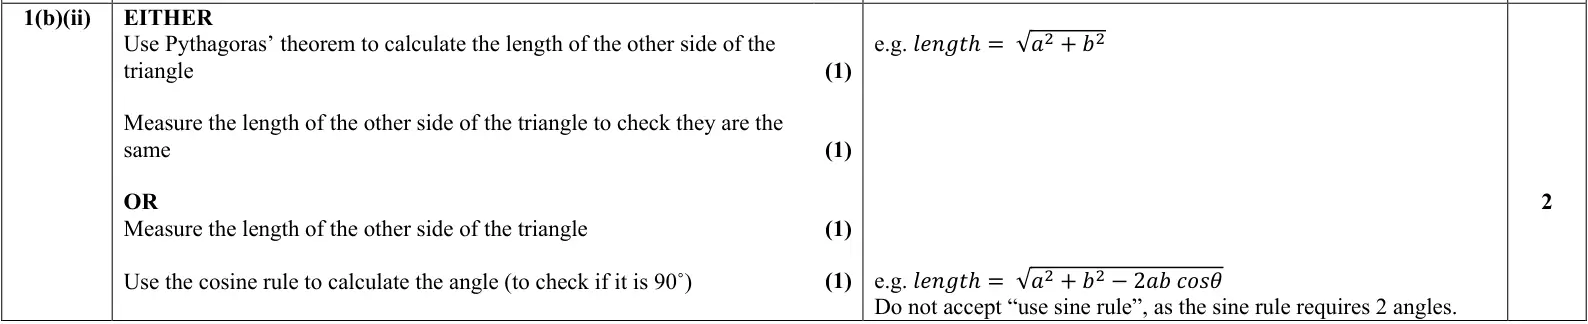 1(b)(ii)
EITHER
Use Pythagoras’ theorem to calculate the length of the other side of the
triangle (1)
e.g. length = √(a² + b²)
Measure the length of the other side of the triangle to check they are the
same (1)
OR
Measure the length of the other side of the triangle (1)
Use the cosine rule to calculate the angle (to check if it is 90˚) (1)
e.g. length = √(a² + b² − 2ab cosθ)
Do not accept “use sine rule”, as the sine rule requires 2 angles.
2